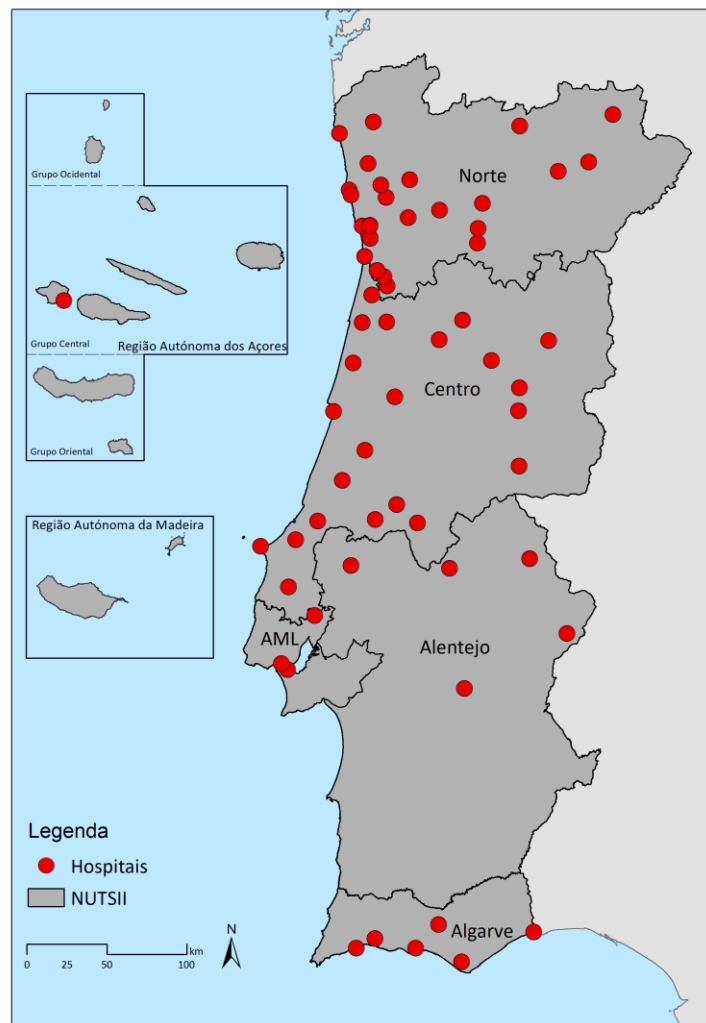 Grupo Ocidental
Norte
Grupo Central
Região Autónoma dos Açores
Centro
Grupo Oriental
Região Autónoma da Madeira
AML
Alentejo
Legenda
Hospitais
NUTSII
Algarve
N
km
0 25 50 100